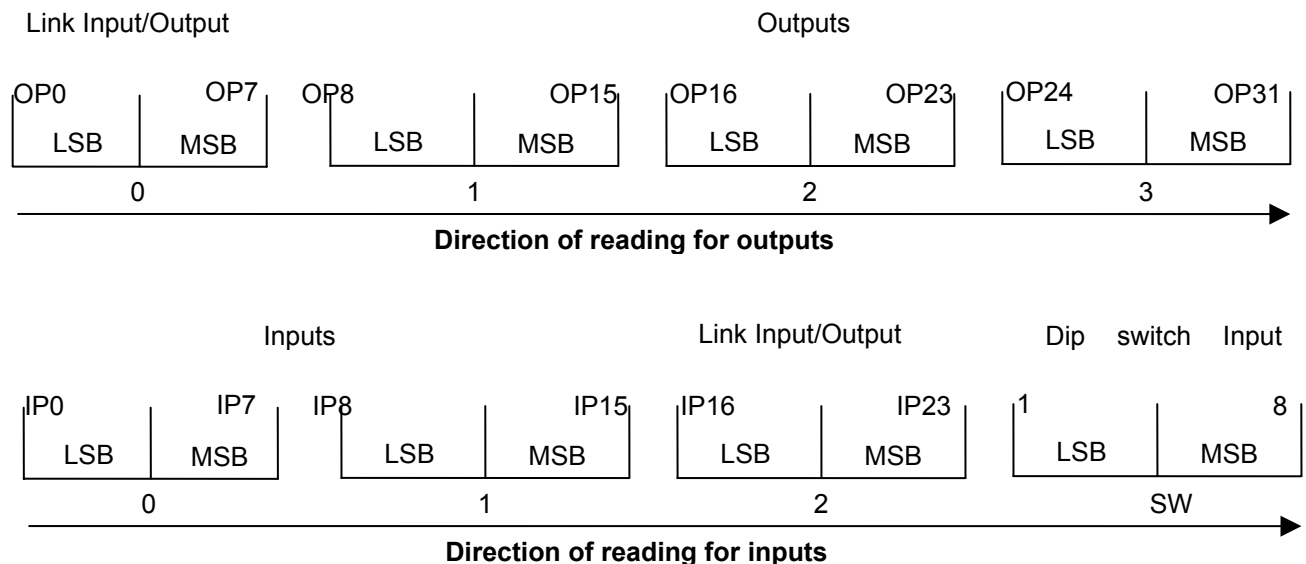 Link Input/Output Outputs
OP0 OP7 OP8 OP15 OP16 OP23 OP24 OP31
LSB MSB LSB MSB LSB MSB LSB MSB
0 1 2 3
Direction of reading for outputs
Inputs Link Input/Output Dip switch Input
IP0 IP7 IP8 IP15 IP16 IP23 1 8
LSB MSB LSB MSB LSB MSB LSB MSB
0 1 2 SW
Direction of reading for inputs